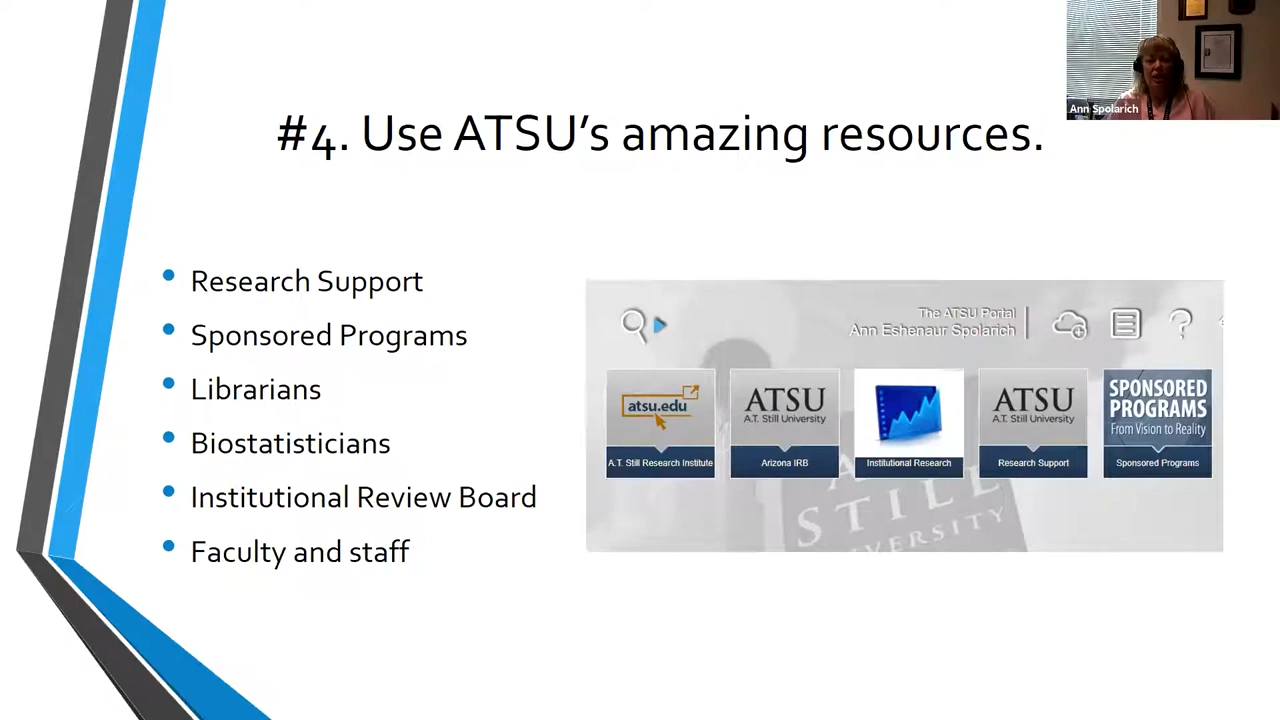 Ann Spolarich
#4. Use ATSU's amazing resources.
• Research Support
• Sponsored Programs
• Librarians
• Biostatisticians
• Institutional Review Board
• Faculty and staff
The ATSU Portal
Ann Eshenaur Spolarich
atsu.edu
A.T. Still Research Institute
ATSU
A.T. Still University
Arizona IRB
Institutional Research
ATSU
A.T. Still University
Research Support
SPONSORED
PROGRAMS
From Vision to Reality
Sponsored Programs
STILL
UNIVERSITY